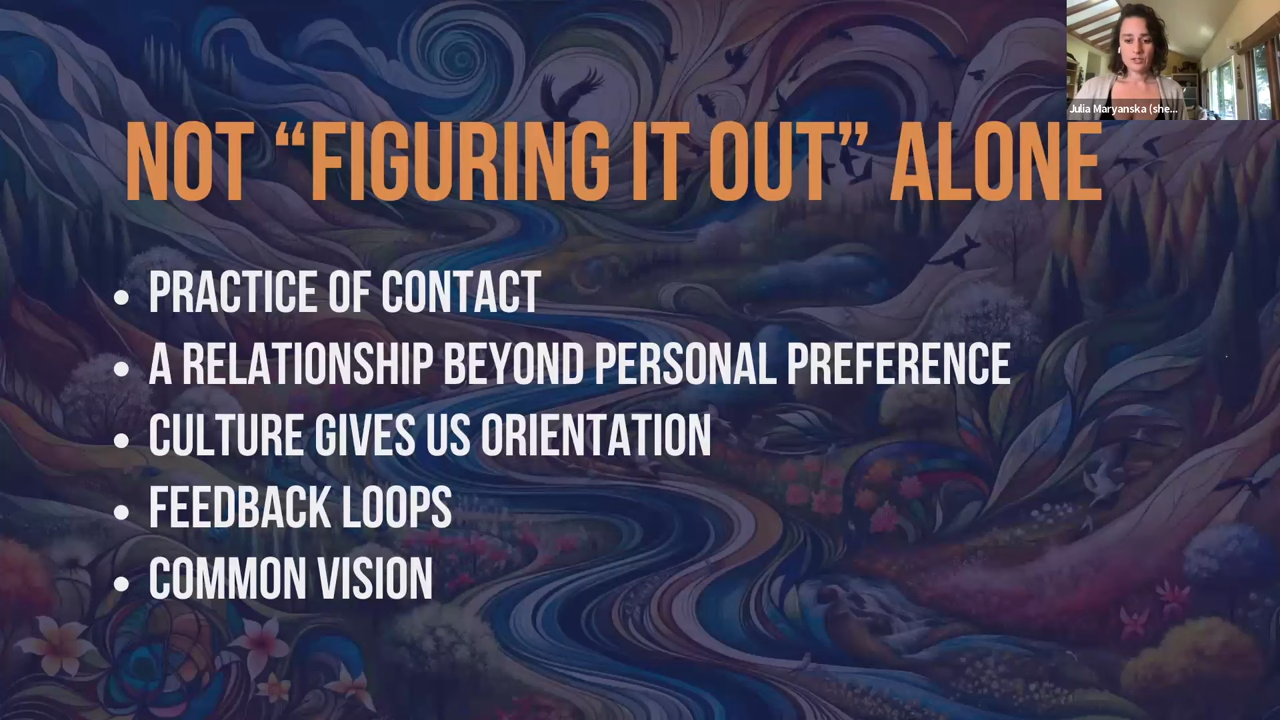 Julia Maryanska (she...
NOT “FIGURING IT OUT” ALONE
• PRACTICE OF CONTACT
• A RELATIONSHIP BEYOND PERSONAL PREFERENCE
• CULTURE GIVES US ORIENTATION
• FEEDBACK LOOPS
• COMMON VISION